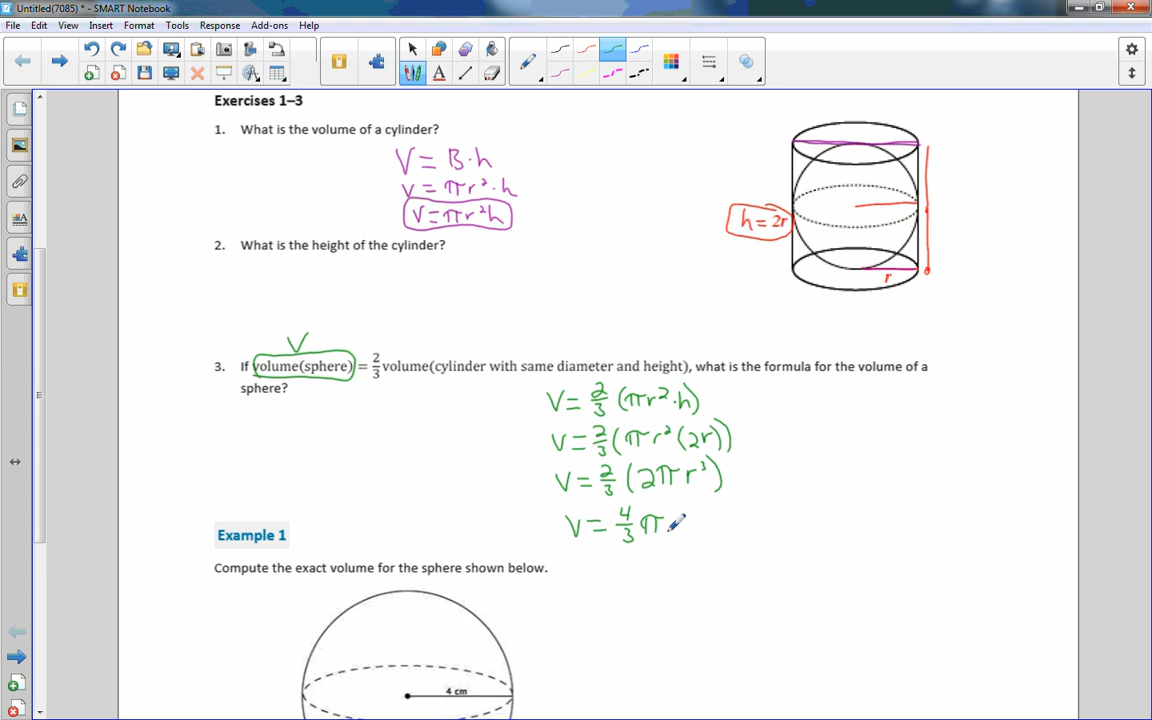 Untitled(7085) * - SMART Notebook
File Edit View Insert Format Tools Response Add-ons Help
Exercises 1–3
1. What is the volume of a cylinder?
V = B·h
V = πr²·h
V = πr²h
h = 2r
r
2. What is the height of the cylinder?
V
3. If volume(sphere) = 2/3 volume(cylinder with same diameter and height), what is the formula for the volume of a
sphere?
V = 2/3 (πr²·h)
V = 2/3 (πr²(2r))
V = 2/3 (2πr³)
V = 4/3 π
Example 1
Compute the exact volume for the sphere shown below.
4 cm